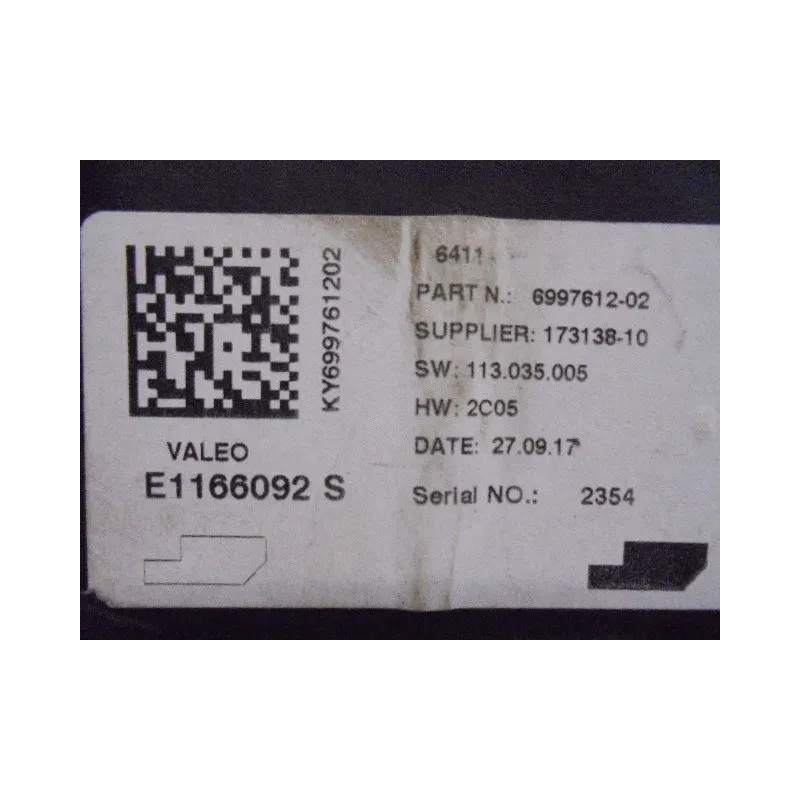 KY699761202
VALEO
E1166092 S
6411
PART N.: 6997612-02
SUPPLIER: 173138-10
SW: 113.035.005
HW: 2C05
DATE: 27.09.17
Serial NO.: 2354